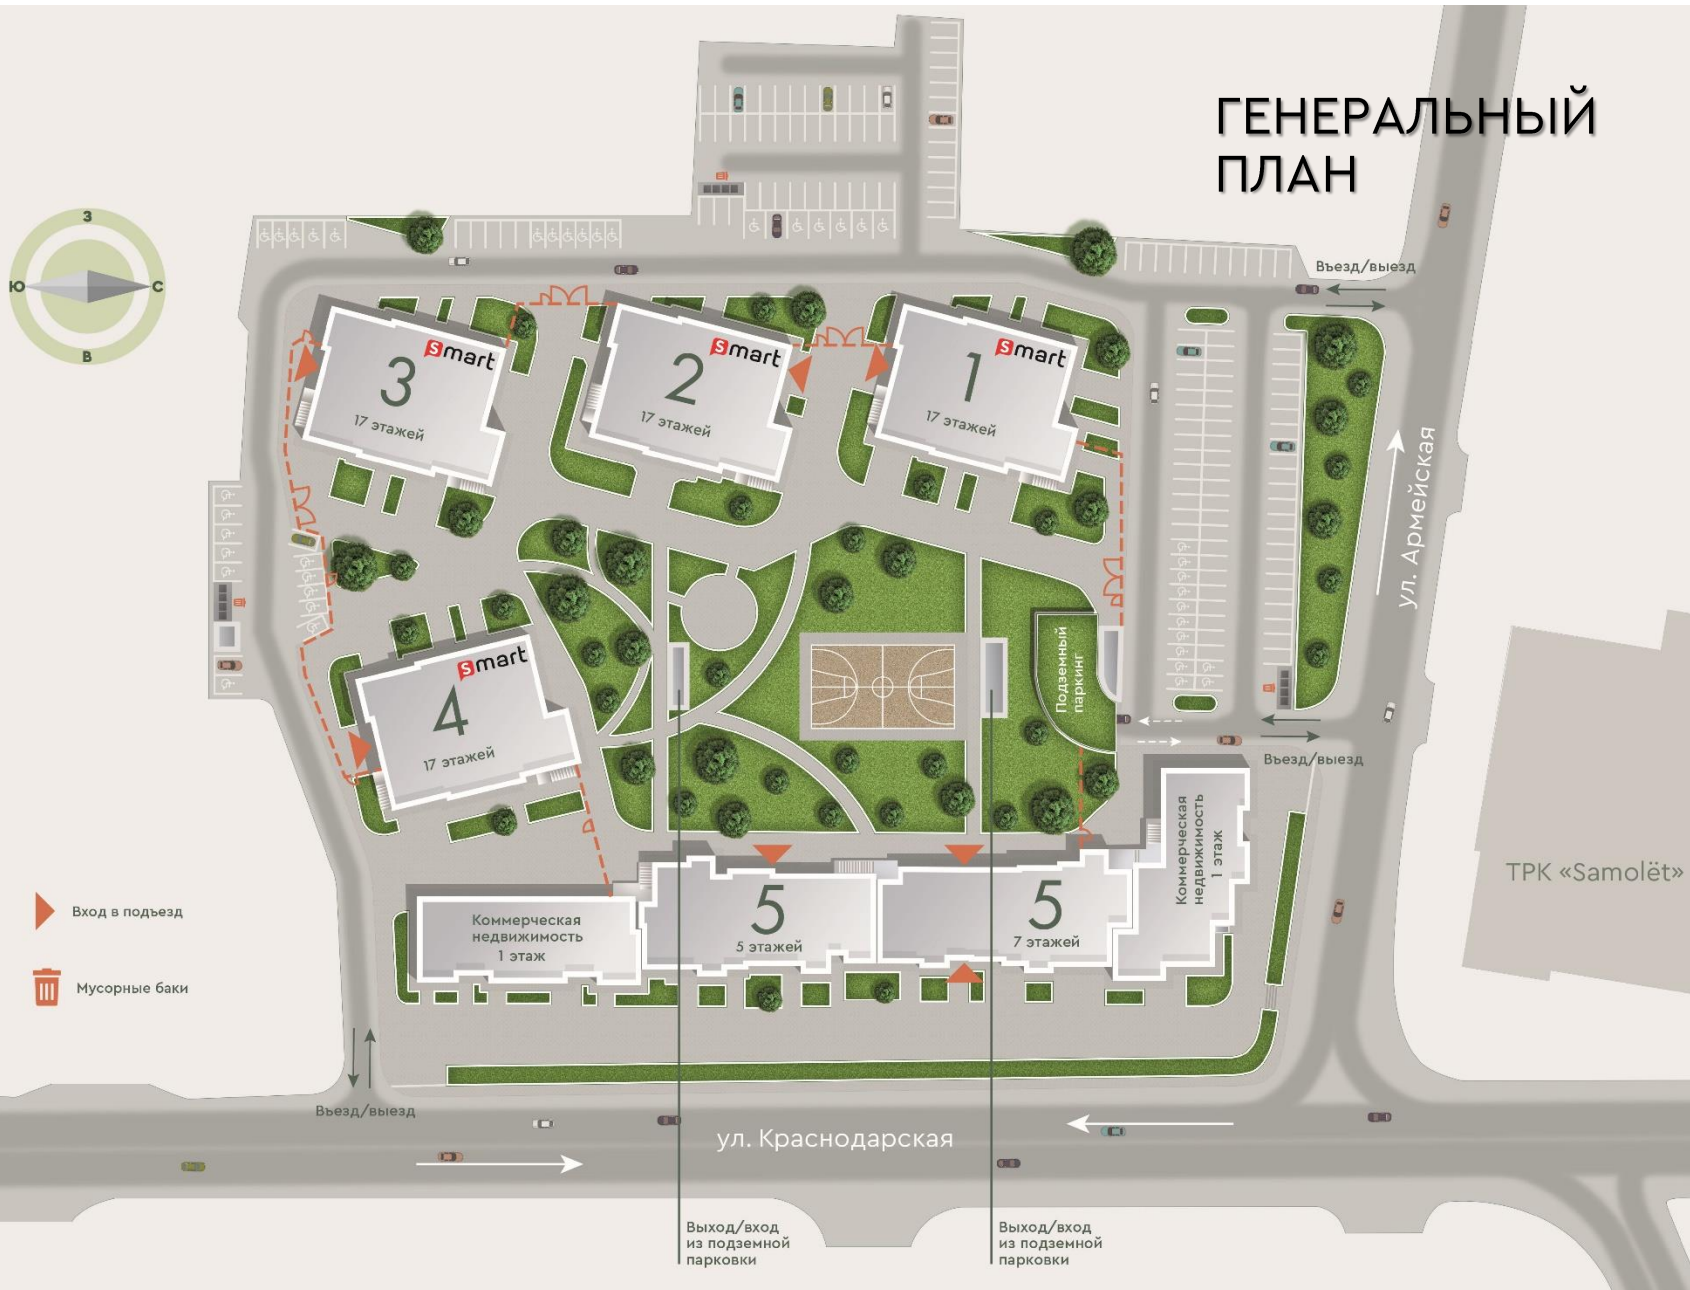 ГЕНЕРАЛЬНЫЙ
ПЛАН
З
Ю
С
В
Въезд/выезд
smart
3
17 этажей
smart
2
17 этажей
smart
1
17 этажей
ул. Армейская
Подземный
паркинг
smart
4
17 этажей
Въезд/выезд
Коммерческая
недвижимость
1 этаж
ТРК «Samolёt»
Вход в подъезд
Мусорные баки
Коммерческая
недвижимость
1 этаж
5
5 этажей
5
7 этажей
Въезд/выезд
ул. Краснодарская
Выход/вход
из подземной
парковки
Выход/вход
из подземной
парковки